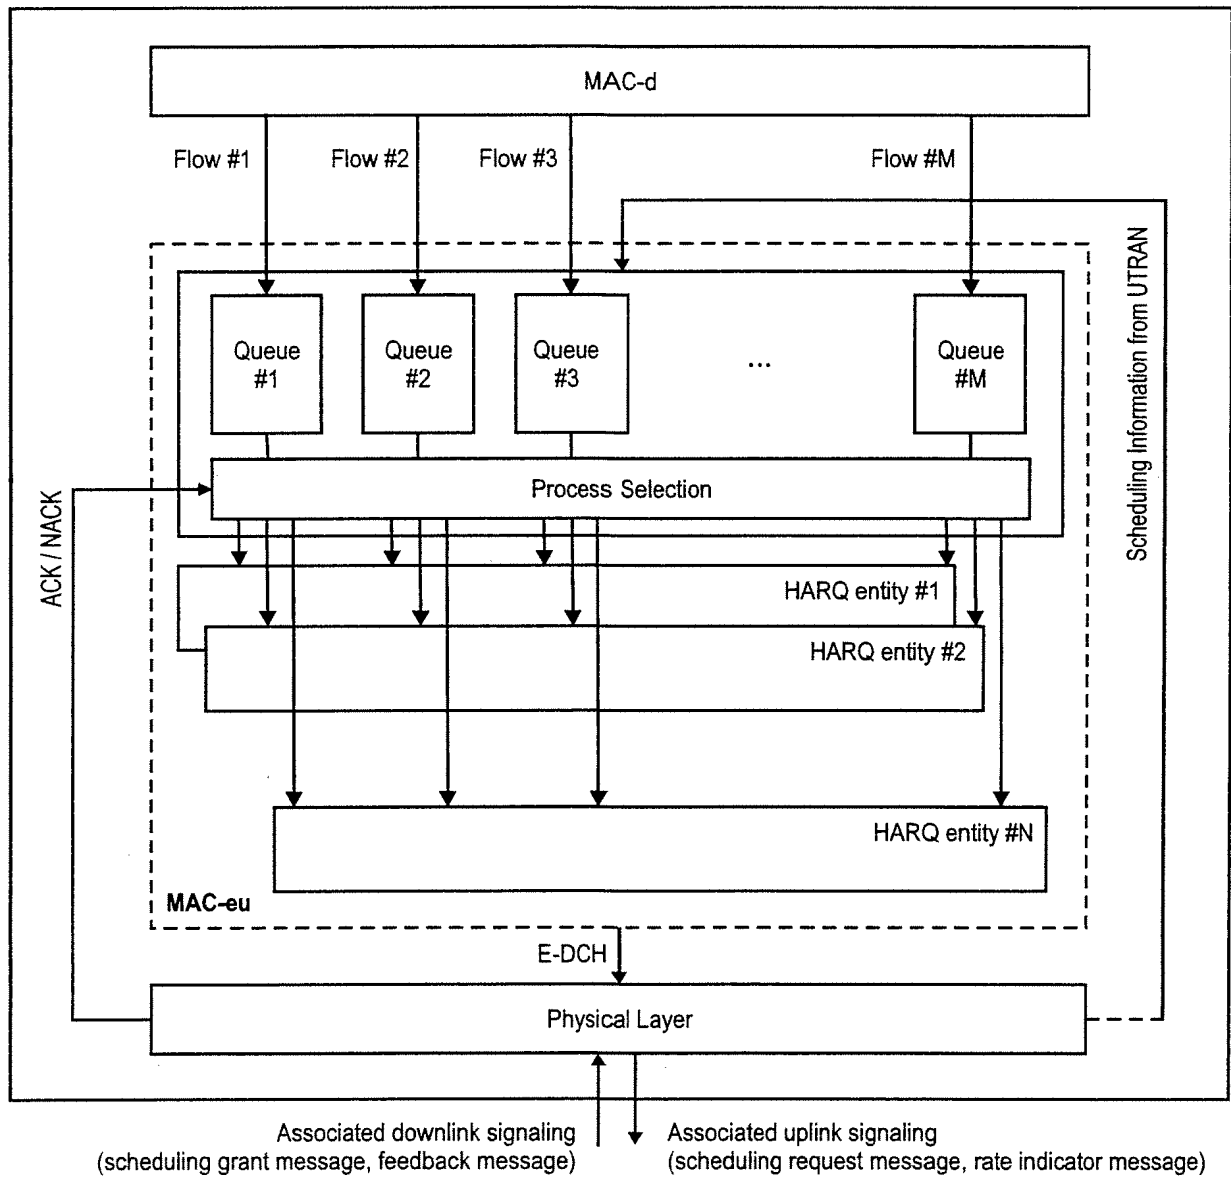 MAC-d
Flow #1
Flow #2
Flow #3
Flow #M
Scheduling Information from UTRAN
Queue
#1
Queue
#2
Queue
#3
...
Queue
#M
Process Selection
ACK / NACK
HARQ entity #1
HARQ entity #2
HARQ entity #N
MAC-eu
E-DCH
Physical Layer
Associated downlink signaling
(scheduling grant message, feedback message)
Associated uplink signaling
(scheduling request message, rate indicator message)